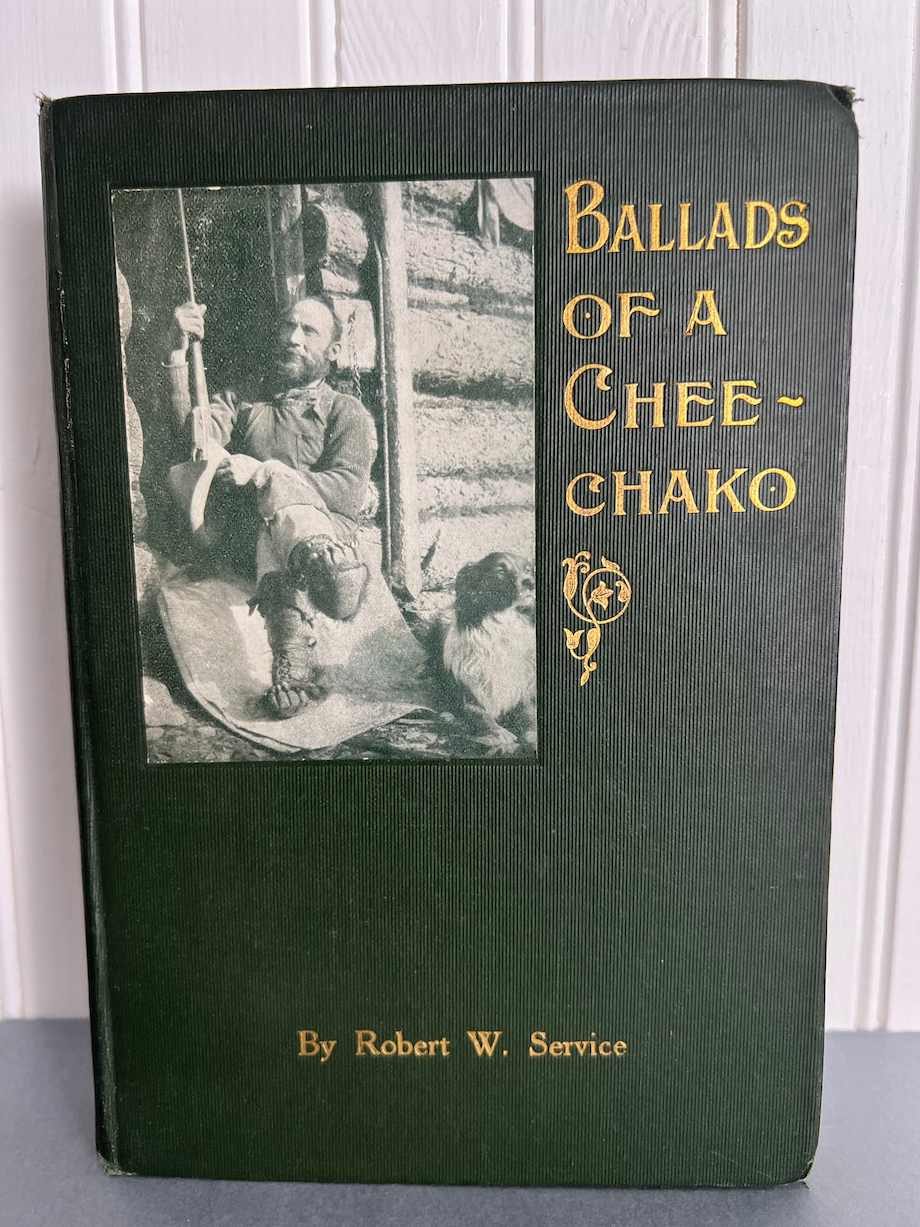 BALLADS
OF A
CHEE-
CHAKO
By Robert W. Service